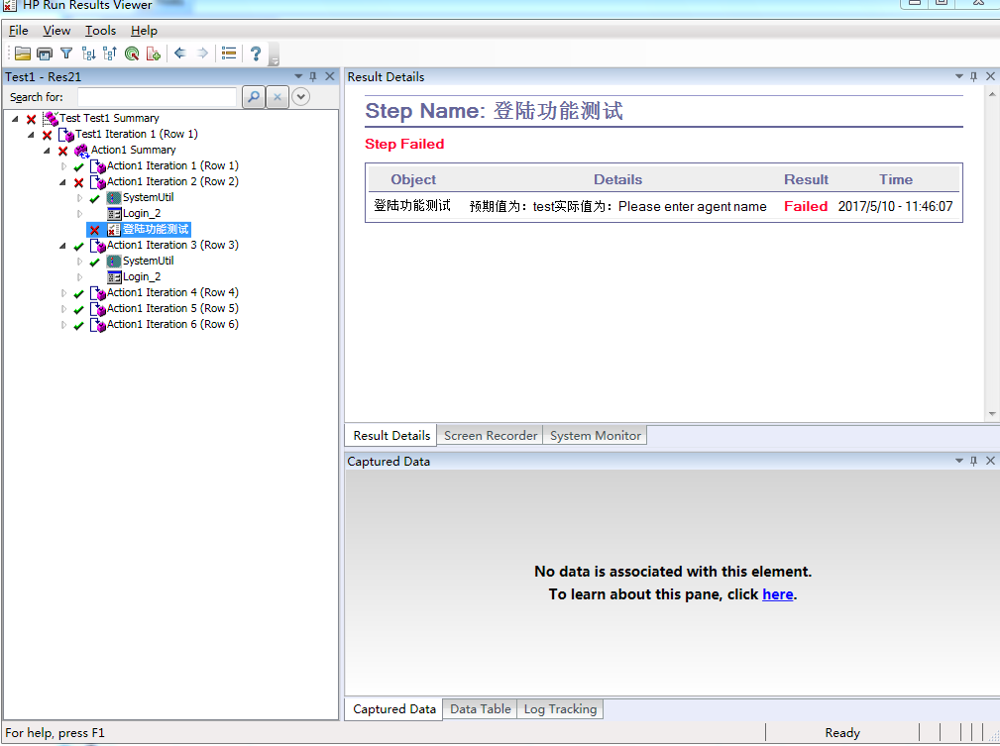 HP Run Results Viewer
File View Tools Help
Test1 - Res21
Search for:
Test Test1 Summary
Test1 Iteration 1 (Row 1)
Action1 Summary
Action1 Iteration 1 (Row 1)
Action1 Iteration 2 (Row 2)
SystemUtil
Login_2
登陆功能测试
Action1 Iteration 3 (Row 3)
SystemUtil
Login_2
Action1 Iteration 4 (Row 4)
Action1 Iteration 5 (Row 5)
Action1 Iteration 6 (Row 6)
Result Details
Step Name: 登陆功能测试
Step Failed
Object Details Result Time
登陆功能测试 预期值为：test实际值为：Please enter agent name Failed 2017/5/10 - 11:46:07
Result Details Screen Recorder System Monitor
Captured Data
No data is associated with this element.
To learn about this pane, click here.
Captured Data Data Table Log Tracking
For help, press F1
Ready